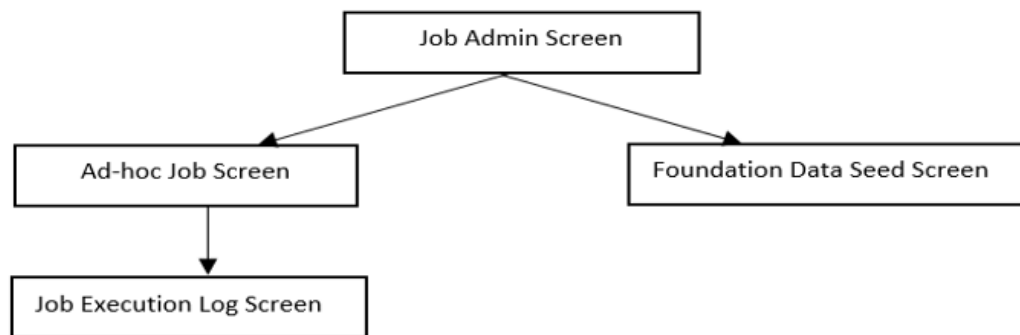 Job Admin Screen
Ad-hoc Job Screen
Foundation Data Seed Screen
Job Execution Log Screen